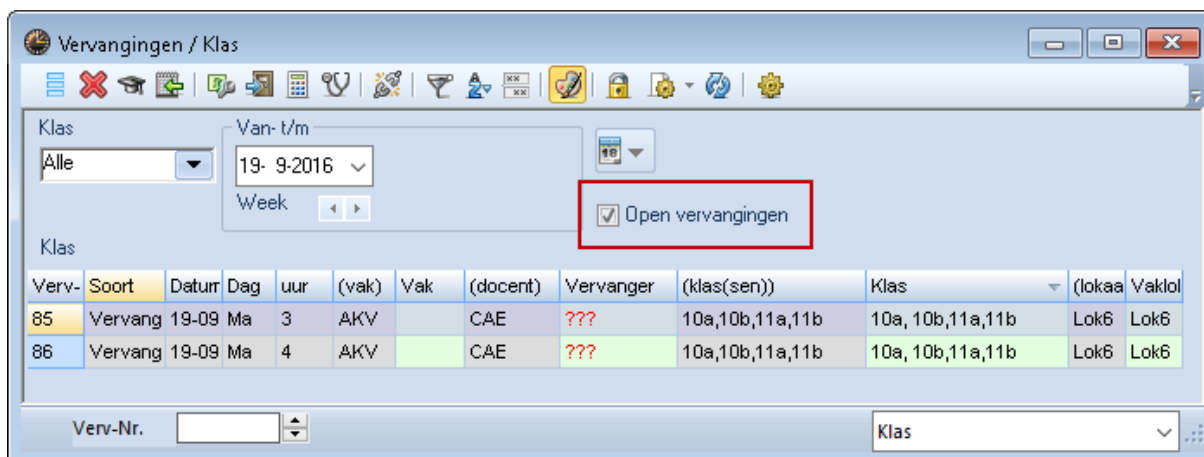 Vervangingen / Klas
Klas
Van- t/m
Alle
19- 9-2016
18
Week
Open vervangingen
Klas
Verv- Soort Datum Dag uur (vak) Vak (docent) Vervanger (klas(sen)) Klas (lokaa Vaklol
85 Vervang 19-09 Ma 3 AKV CAE ??? 10a,10b,11a,11b 10a, 10b,11a,11b Lok6 Lok6
86 Vervang 19-09 Ma 4 AKV CAE ??? 10a,10b,11a,11b 10a, 10b,11a,11b Lok6 Lok6
Verv-Nr. Klas